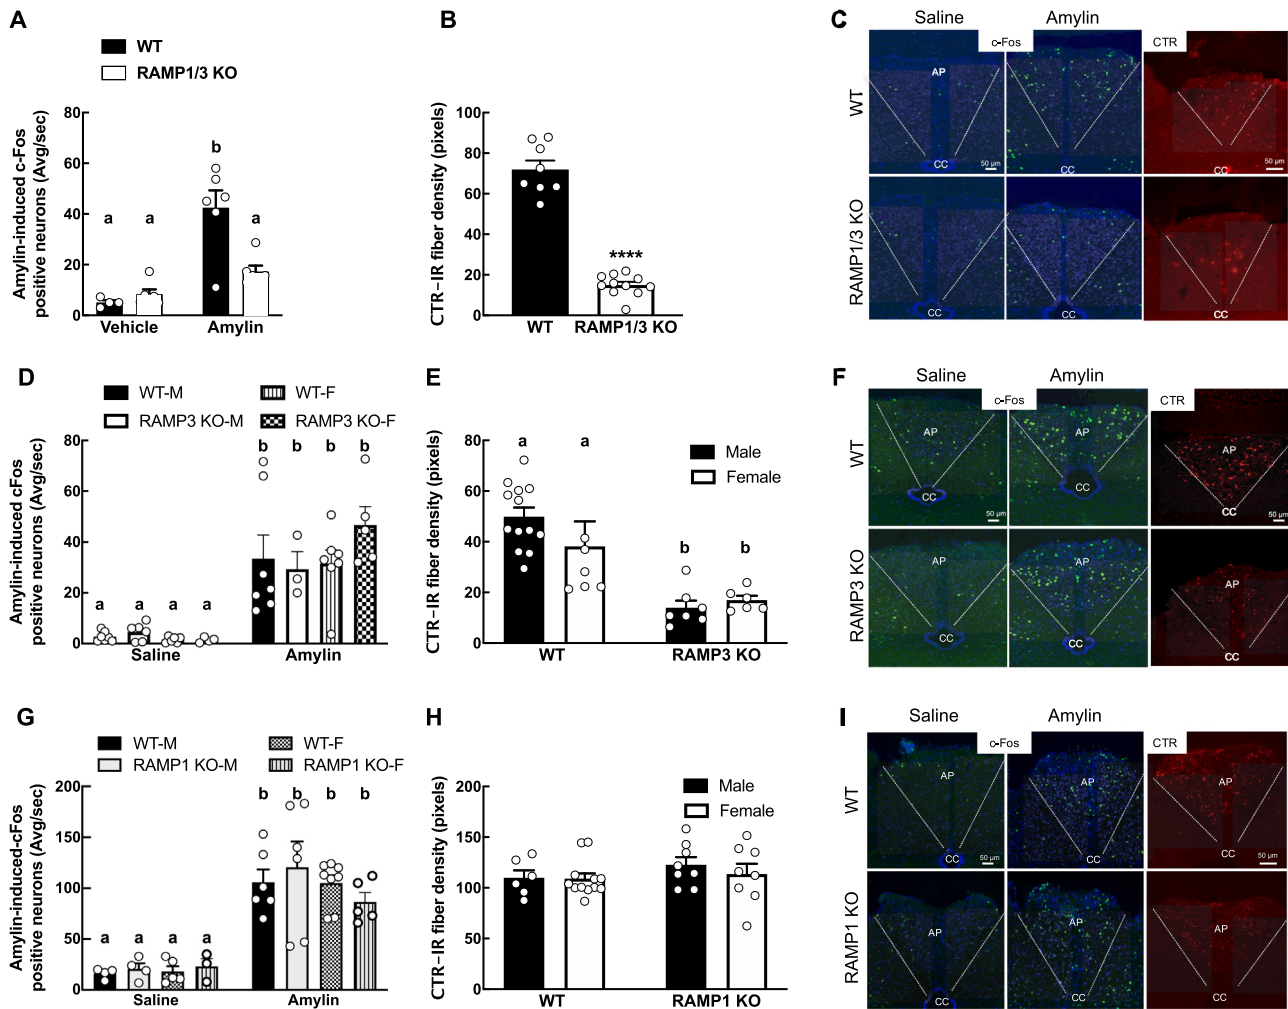 A
WT
RAMP1/3 KO
Amylin-induced c-Fos
positive neurons (Avg/sec)
80
60
40
20
0
a
a
b
a
Vehicle
Amylin
B
CTR–IR fiber density (pixels)
100
80
60
40
20
0
****
WT
RAMP1/3 KO
C
Saline
Amylin
c-Fos
CTR
WT
RAMP1/3 KO
AP
CC
50 µm
CC
CC
50 µm
CC
CC
CC
D
WT-M
WT-F
RAMP3 KO-M
RAMP3 KO-F
Amylin-induced cFos
positive neurons (Avg/sec)
80
60
40
20
0
a
a
a
a
b
b
b
b
Saline
Amylin
E
Male
Female
CTR–IR fiber density (pixels)
80
60
40
20
0
a
a
b
b
WT
RAMP3 KO
F
Saline
Amylin
c-Fos
CTR
WT
RAMP3 KO
AP
AP
AP
CC
CC
CC
50 µm
50 µm
AP
AP
AP
CC
CC
CC
G
WT-M
WT-F
RAMP1 KO-M
RAMP1 KO-F
Amylin-induced-cFos
positive neurons (Avg/sec)
200
150
100
50
0
a
a
a
a
b
b
b
b
Saline
Amylin
H
Male
Female
CTR–IR fiber density (pixels)
200
150
100
50
0
WT
RAMP1 KO
I
Saline
Amylin
c-Fos
CTR
WT
RAMP1 KO
AP
AP
AP
CC
CC
CC
50 µm
50 µm
AP
AP
AP
CC
CC
CC